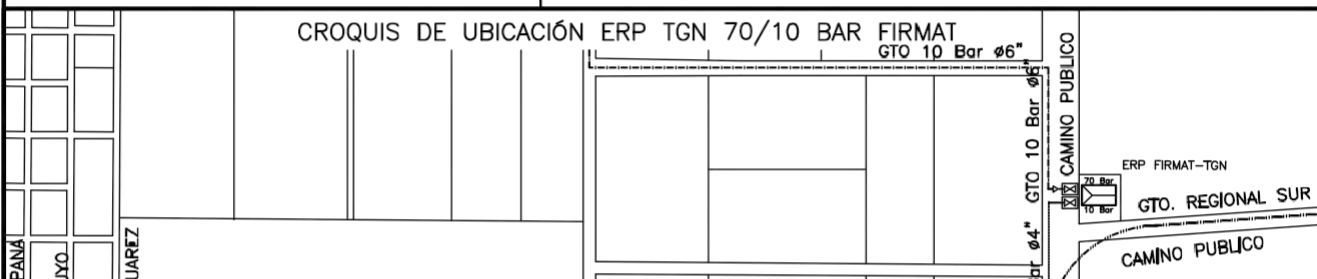 CROQUIS DE UBICACIÓN ERP TGN 70/10 BAR FIRMAT
GTO 10 Bar ø6"
GTO 10 Bar ø6"
CAMINO PUBLICO
ERP FIRMAT-TGN
70 Bar
10 Bar
GTO. REGIONAL SUR
CAMINO PUBLICO
ø4"